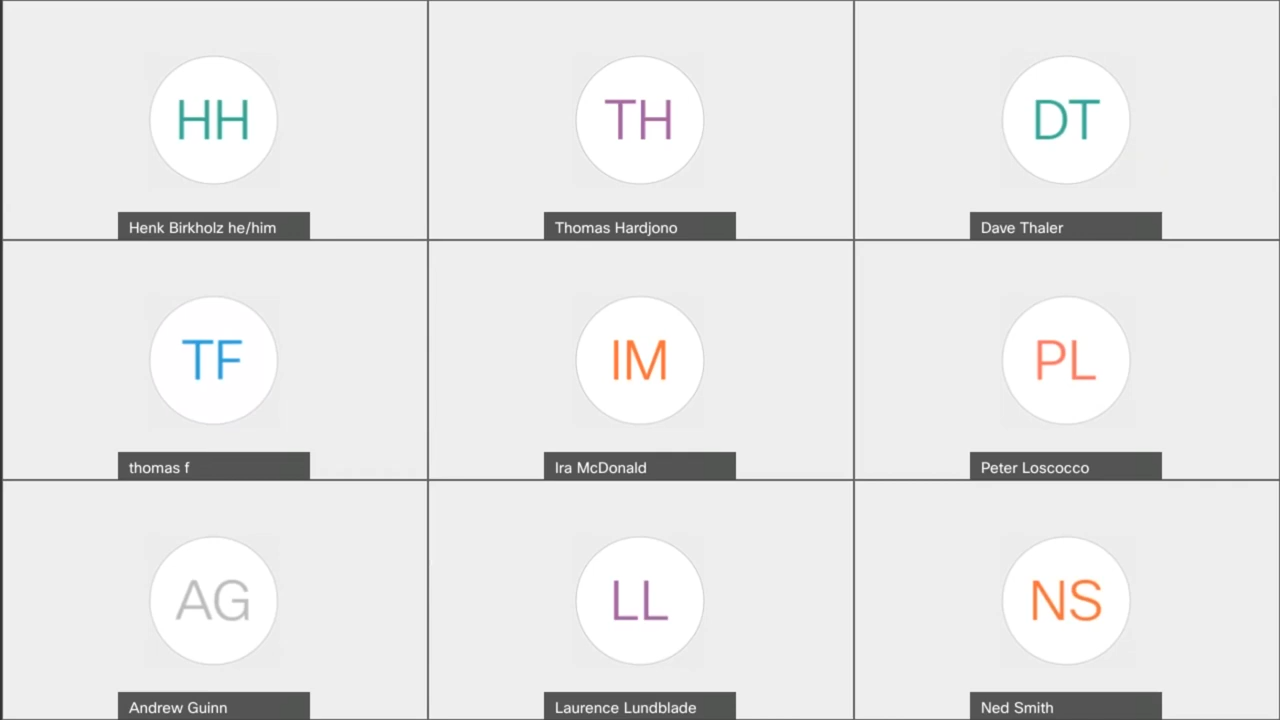 HH
TH
DT
Henk Birkholz he/him
Thomas Hardjono
Dave Thaler
TF
IM
PL
thomas f
Ira McDonald
Peter Loscocco
AG
LL
NS
Andrew Guinn
Laurence Lundblade
Ned Smith